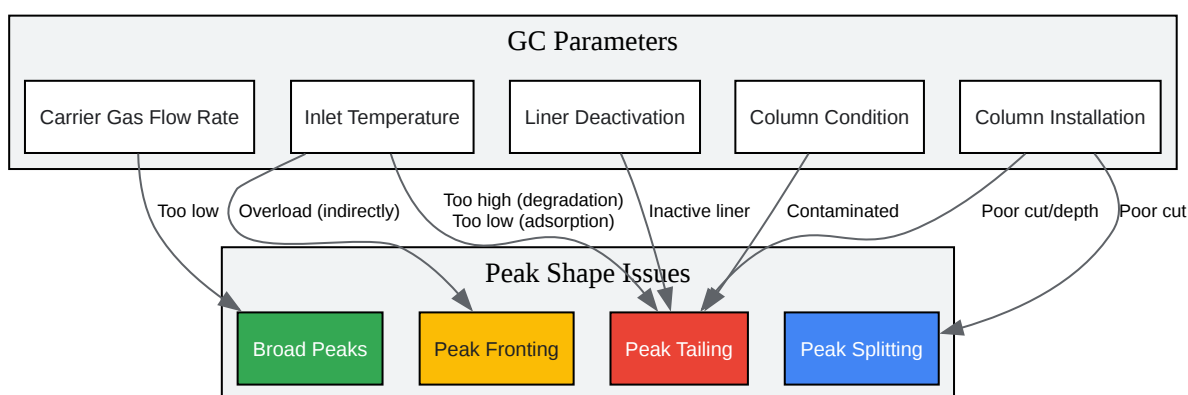 GC Parameters
Carrier Gas Flow Rate
Inlet Temperature
Liner Deactivation
Column Condition
Column Installation
Too low
Overload (indirectly)
Too high (degradation)
Too low (adsorption)
Inactive liner
Contaminated
Poor cut/depth
Poor cut
Peak Shape Issues
Broad Peaks
Peak Fronting
Peak Tailing
Peak Splitting